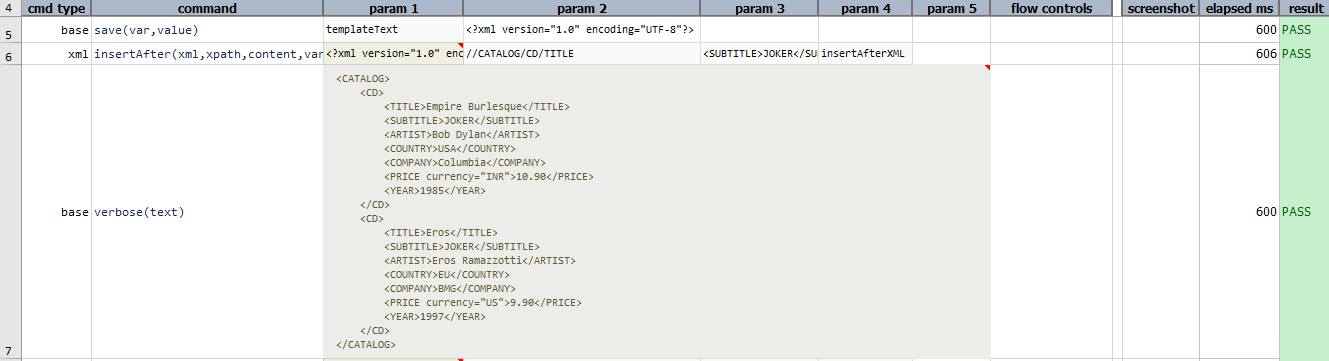 4 cmd type command param 1 param 2 param 3 param 4 param 5 flow controls screenshot elapsed ms result
5 base save(var,value) templateText <?xml version="1.0" encoding="UTF-8"?> 600 PASS
6 xml insertAfter(xml,xpath,content,var <?xml version="1.0" enc //CATALOG/CD/TITLE <SUBTITLE>JOKER</SU insertAfterXML 606 PASS
<CATALOG>
<CD>
<TITLE>Empire Burlesque</TITLE>
<SUBTITLE>JOKER</SUBTITLE>
<ARTIST>Bob Dylan</ARTIST>
<COUNTRY>USA</COUNTRY>
<COMPANY>Columbia</COMPANY>
<PRICE currency="INR">10.90</PRICE>
<YEAR>1985</YEAR>
</CD>
base verbose(text) 600 PASS
<CD>
<TITLE>Eros</TITLE>
<SUBTITLE>JOKER</SUBTITLE>
<ARTIST>Eros Ramazzotti</ARTIST>
<COUNTRY>EU</COUNTRY>
<COMPANY>BMG</COMPANY>
<PRICE currency="US">9.90</PRICE>
<YEAR>1997</YEAR>
</CD>
</CATALOG>
7